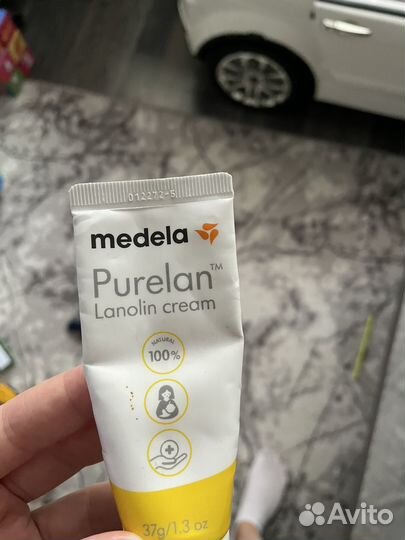 012272-5
medela
Purelan™
Lanolin cream
NATURAL
100%
37g/1.3 oz
Avito